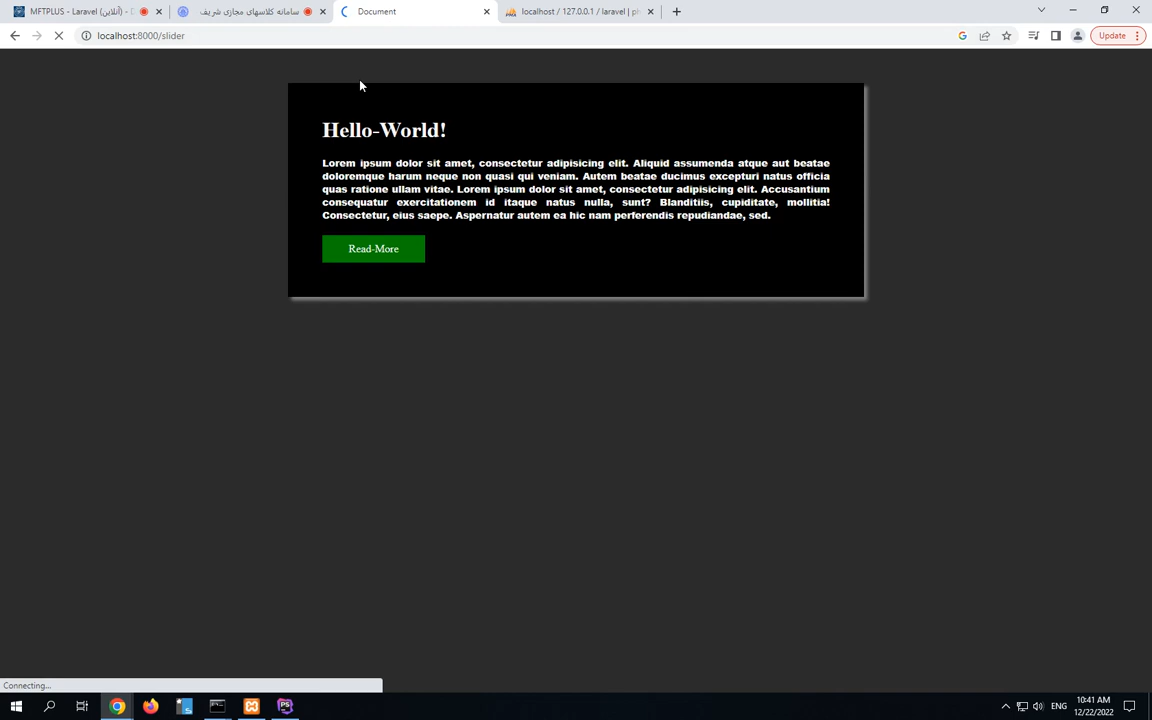 MFTPLUS - Laravel (آنلاین) - D
سامانه کلاسهای مجازی شریف
Document
localhost / 127.0.0.1 / laravel | ph
localhost:8000/slider
Update
Hello-World!
Lorem ipsum dolor sit amet, consectetur adipisicing elit. Aliquid assumenda atque aut beatae
doloremque harum neque non quasi qui veniam. Autem beatae ducimus excepturi natus officia
quas ratione ullam vitae. Lorem ipsum dolor sit amet, consectetur adipisicing elit. Accusantium
consequatur exercitationem id itaque natus nulla, sunt? Blanditiis, cupiditate, mollitia!
Consectetur, eius saepe. Aspernatur autem ea hic nam perferendis repudiandae, sed.
Read-More
Connecting...
ENG
10:41 AM
12/22/2022